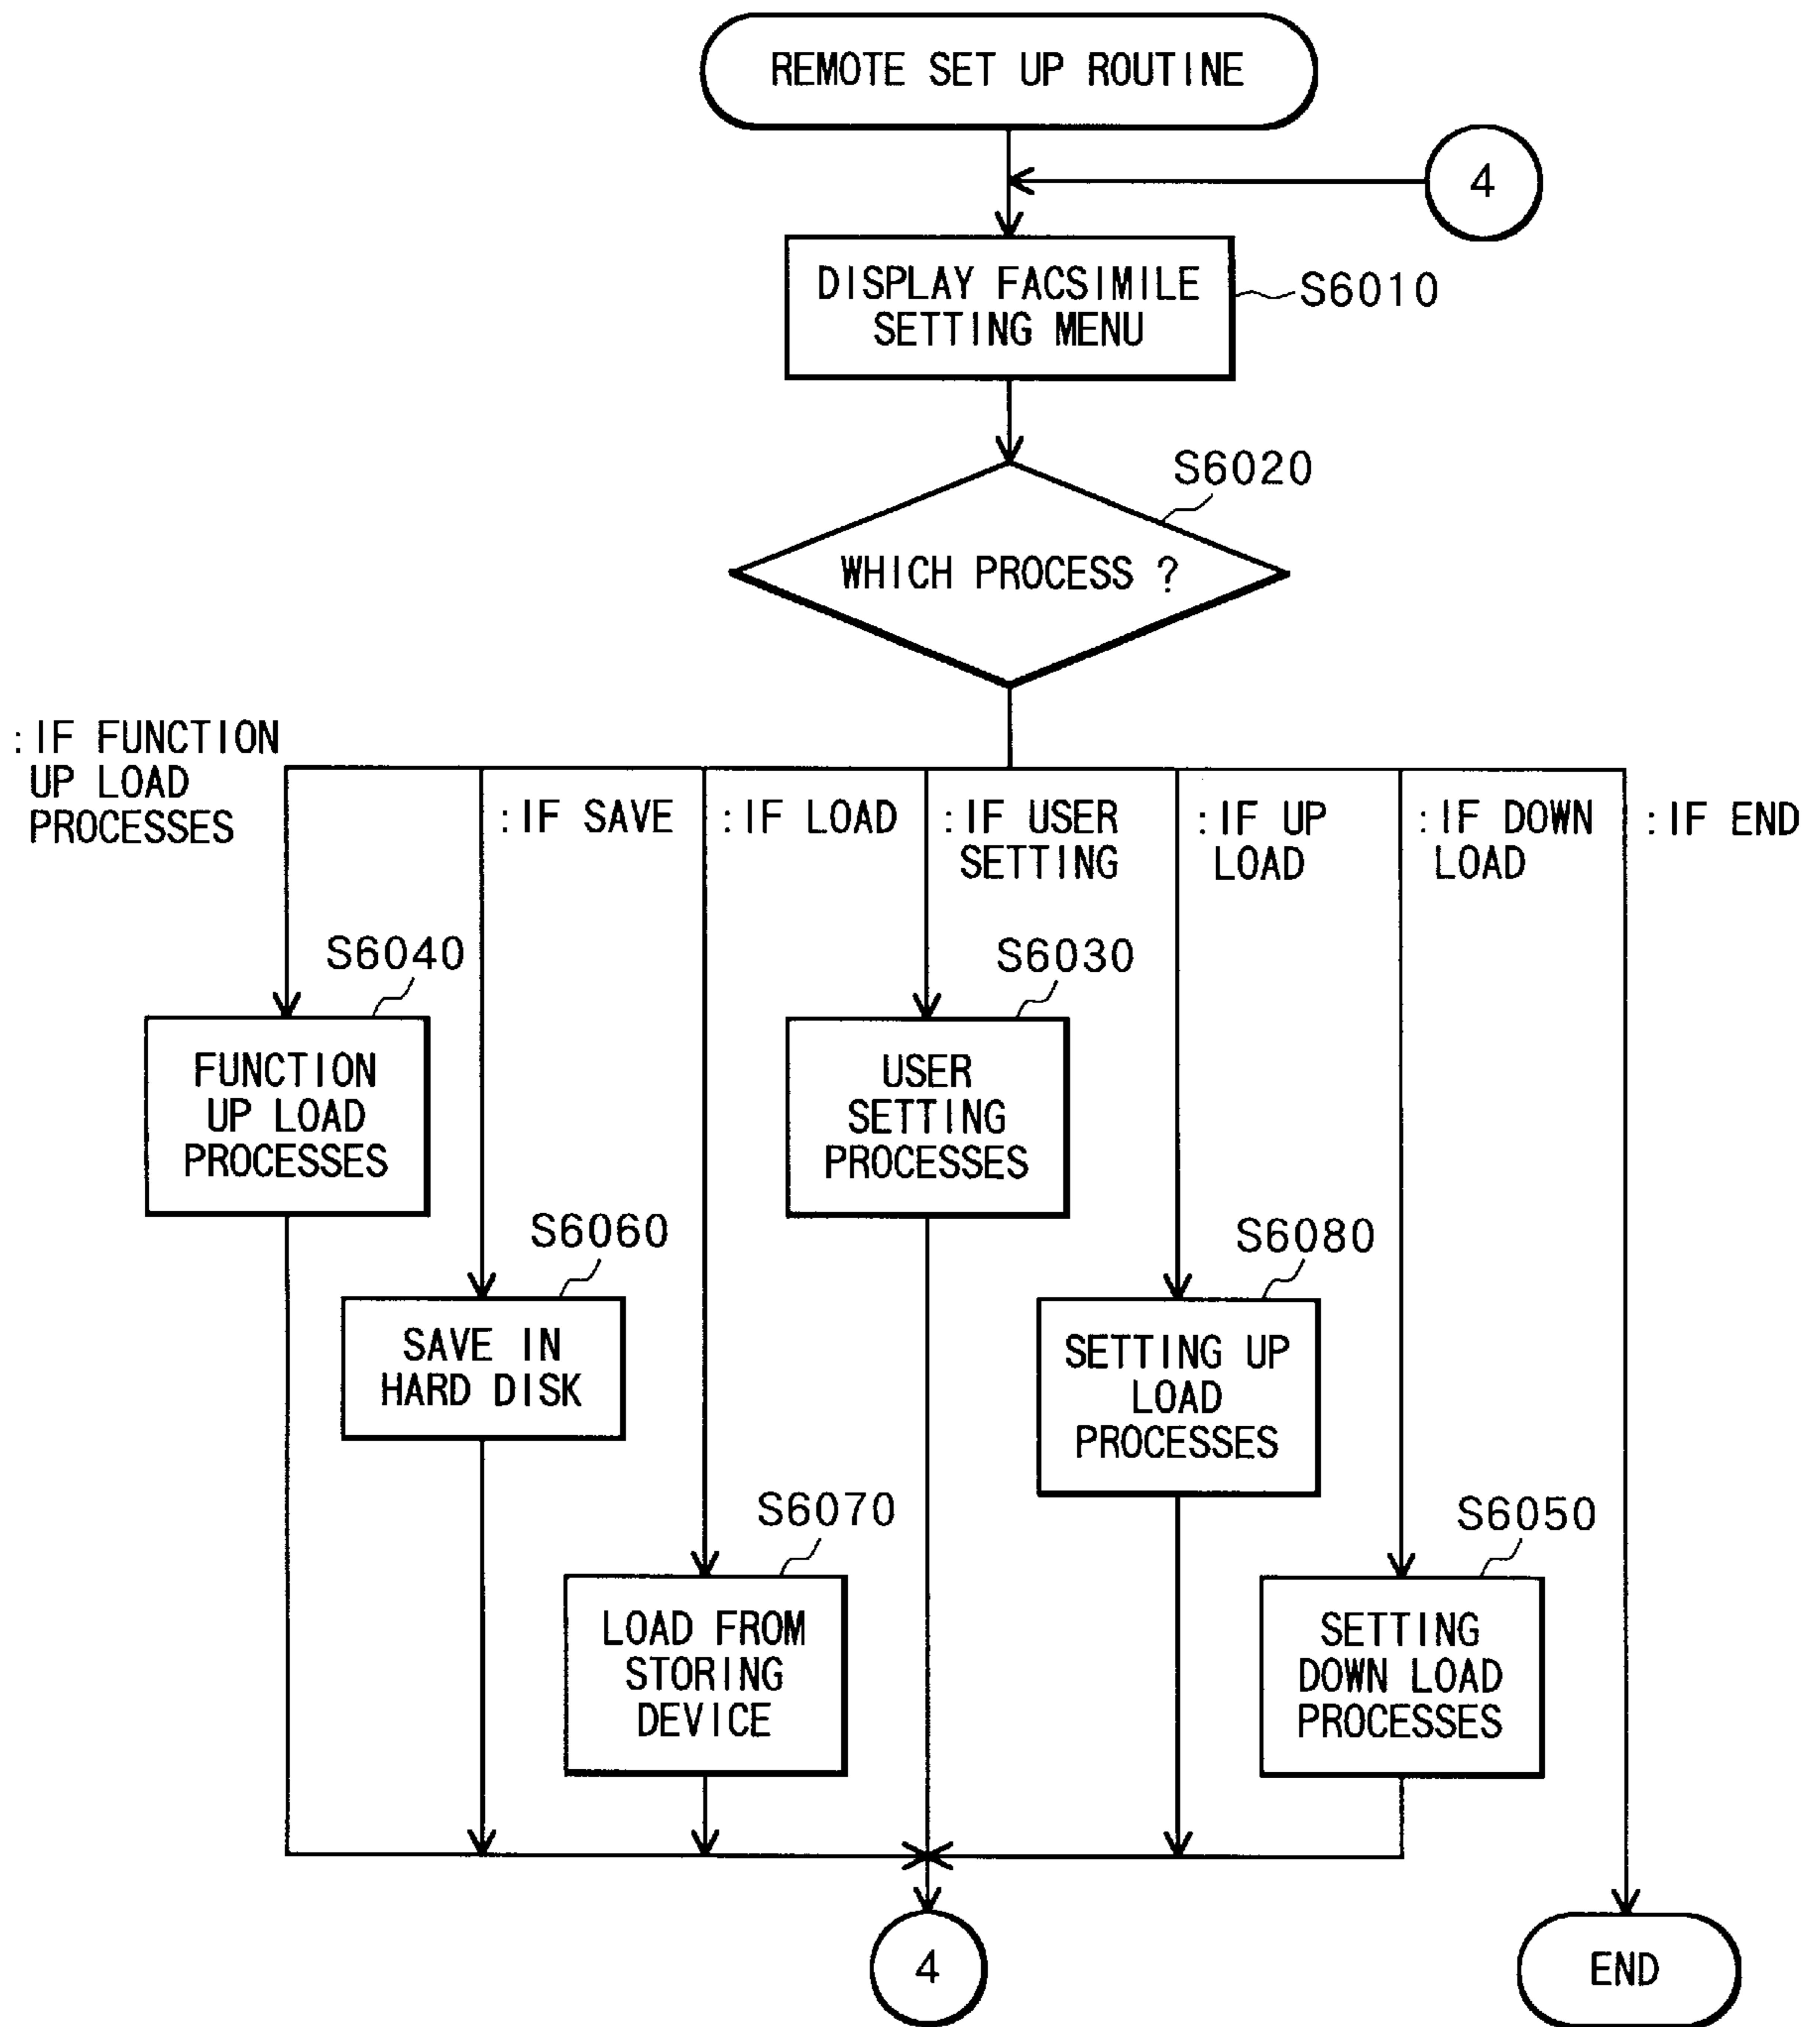 REMOTE SET UP ROUTINE
4
DISPLAY FACSIMILE
SETTING MENU
S6010
S6020
WHICH PROCESS ?
:IF FUNCTION
UP LOAD
PROCESSES
:IF SAVE
:IF LOAD
:IF USER
SETTING
:IF UP
LOAD
:IF DOWN
LOAD
:IF END
S6040
FUNCTION
UP LOAD
PROCESSES
S6030
USER
SETTING
PROCESSES
S6060
SAVE IN
HARD DISK
S6080
SETTING UP
LOAD
PROCESSES
S6070
LOAD FROM
STORING
DEVICE
S6050
SETTING
DOWN LOAD
PROCESSES
4
END